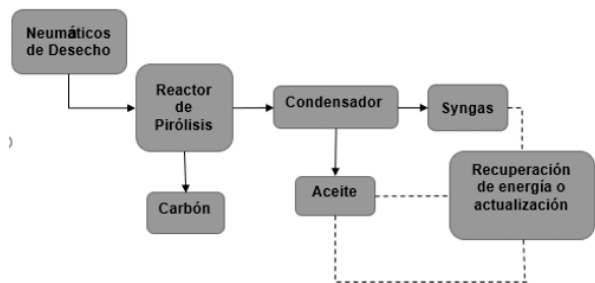 Neumáticos
de Desecho
Reactor
de
Pirólisis
Condensador
Syngas
Carbón
Aceite
Recuperación
de energía o
actualización